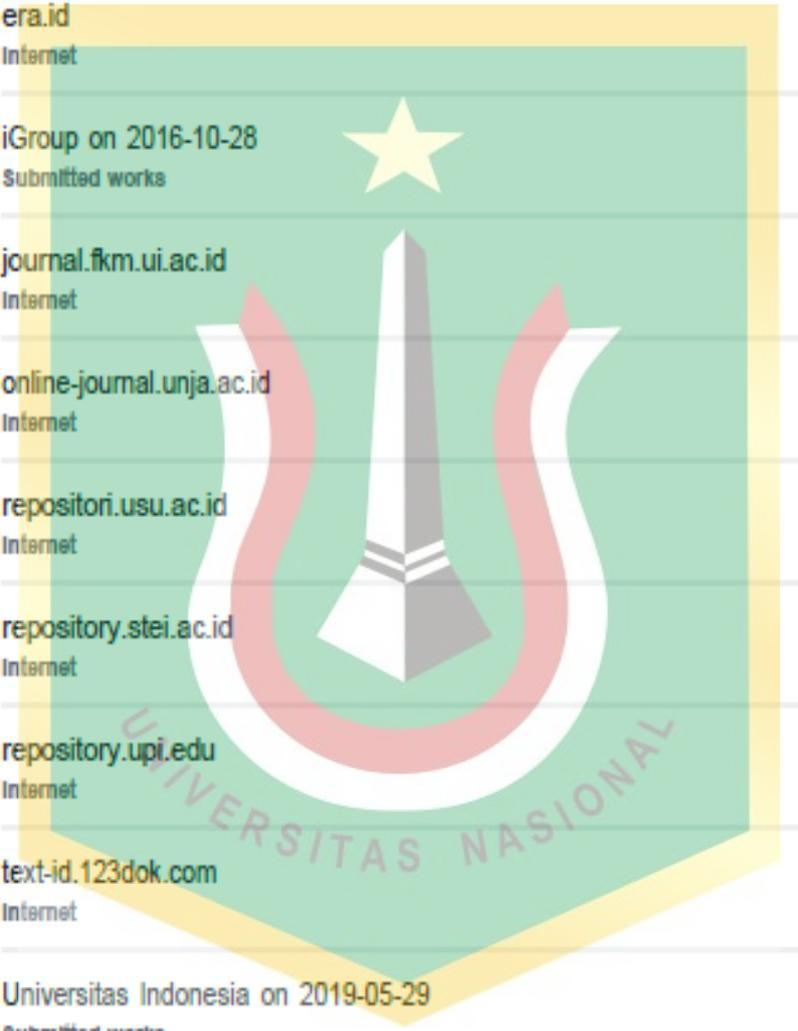 era.id
Internet
iGroup on 2016-10-28
Submitted works
journal.fkm.ui.ac.id
Internet
online-journal.unja.ac.id
Internet
repositori.usu.ac.id
Internet
repository.stei.ac.id
Internet
repository.upi.edu
Internet
UNIVERSITAS NASIONAL
text-id.123dok.com
Internet
Universitas Indonesia on 2019-05-29
Submitted works